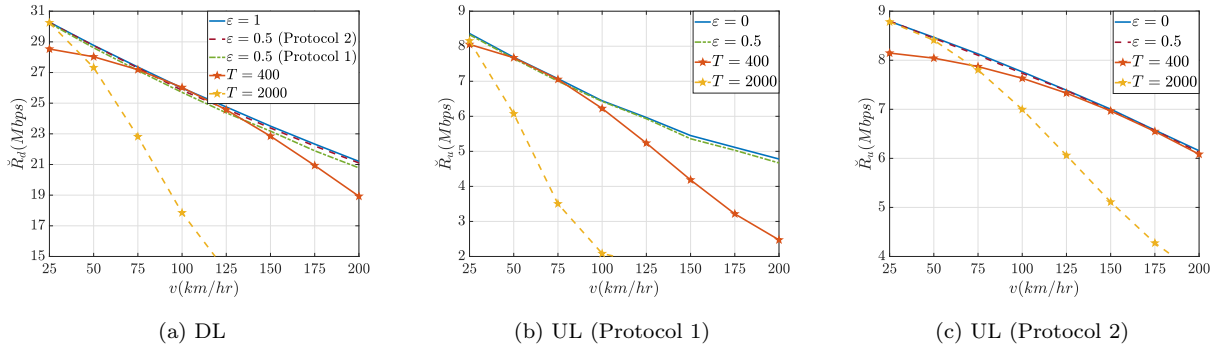 31
29
27
25
23
21
19
17
15
25 50 75 100 125 150 175 200
v(km/hr)
R̆_d(Mbps)
ε = 1
ε = 0.5 (Protocol 2)
ε = 0.5 (Protocol 1)
T = 400
T = 2000
(a) DL
9
8
7
6
5
4
3
2
25 50 75 100 125 150 175 200
v(km/hr)
R̆_u(Mbps)
ε = 0
ε = 0.5
T = 400
T = 2000
(b) UL (Protocol 1)
9
8
7
6
5
4
25 50 75 100 125 150 175 200
v(km/hr)
R̆_u(Mbps)
ε = 0
ε = 0.5
T = 400
T = 2000
(c) UL (Protocol 2)